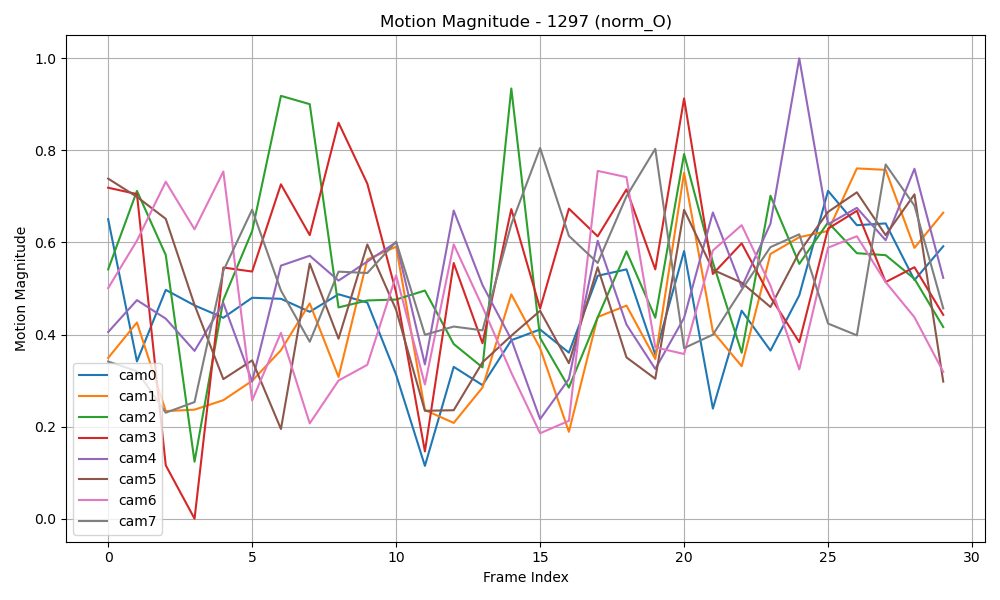 Motion Magnitude - 1297 (norm_O)
Motion Magnitude
1.0
0.8
0.6
0.4
0.2
0.0
cam0
cam1
cam2
cam3
cam4
cam5
cam6
cam7
0 5 10 15 20 25 30
Frame Index